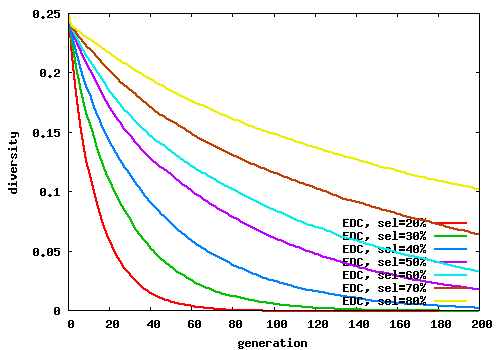 0.25
0.2
0.15
0.1
0.05
0
diversity
EDC, sel=20%
EDC, sel=30%
EDC, sel=40%
EDC, sel=50%
EDC, sel=60%
EDC, sel=70%
EDC, sel=80%
0 20 40 60 80 100 120 140 160 180 200
generation